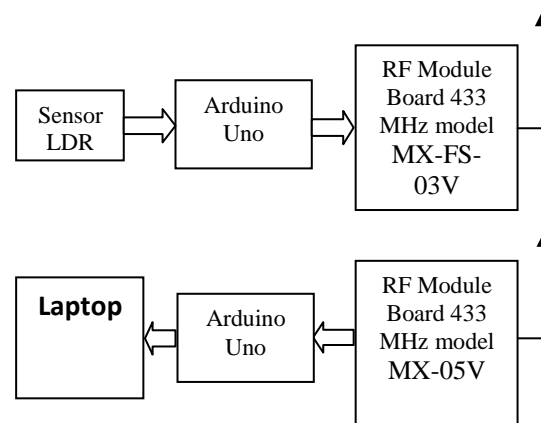 Sensor
LDR
Arduino
Uno
RF Module
Board 433
MHz model
MX-FS-
03V
Laptop
Arduino
Uno
RF Module
Board 433
MHz model
MX-05V